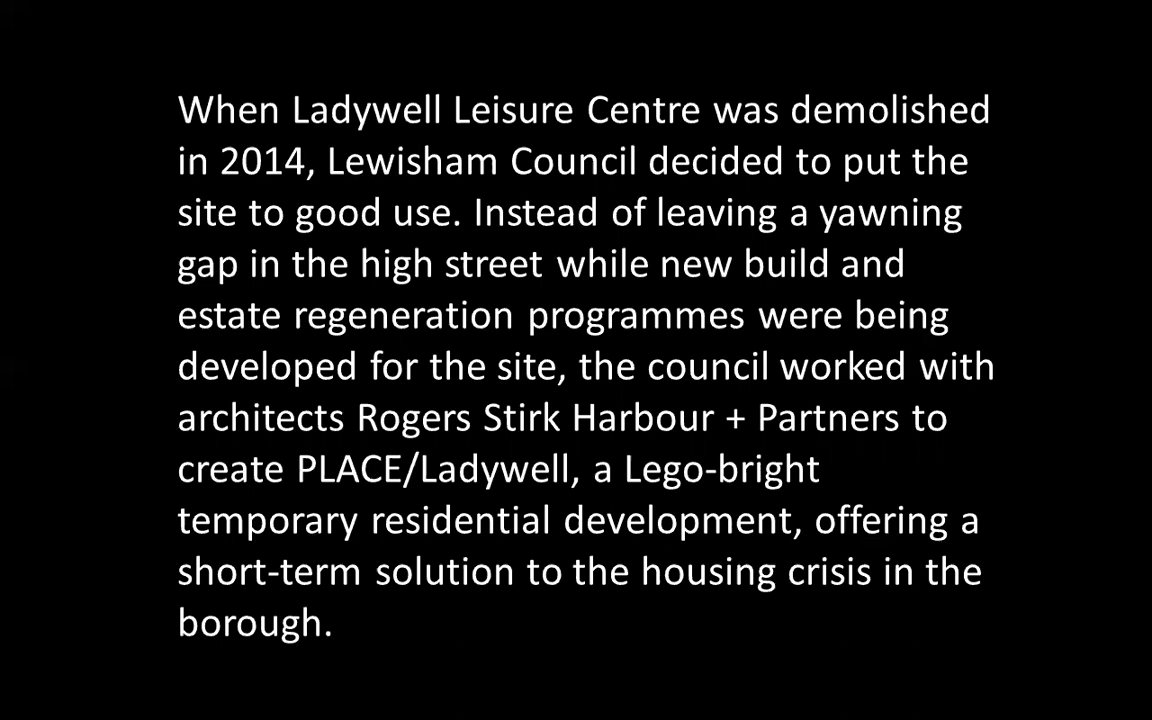 When Ladywell Leisure Centre was demolished
in 2014, Lewisham Council decided to put the
site to good use. Instead of leaving a yawning
gap in the high street while new build and
estate regeneration programmes were being
developed for the site, the council worked with
architects Rogers Stirk Harbour + Partners to
create PLACE/Ladywell, a Lego-bright
temporary residential development, offering a
short-term solution to the housing crisis in the
borough.